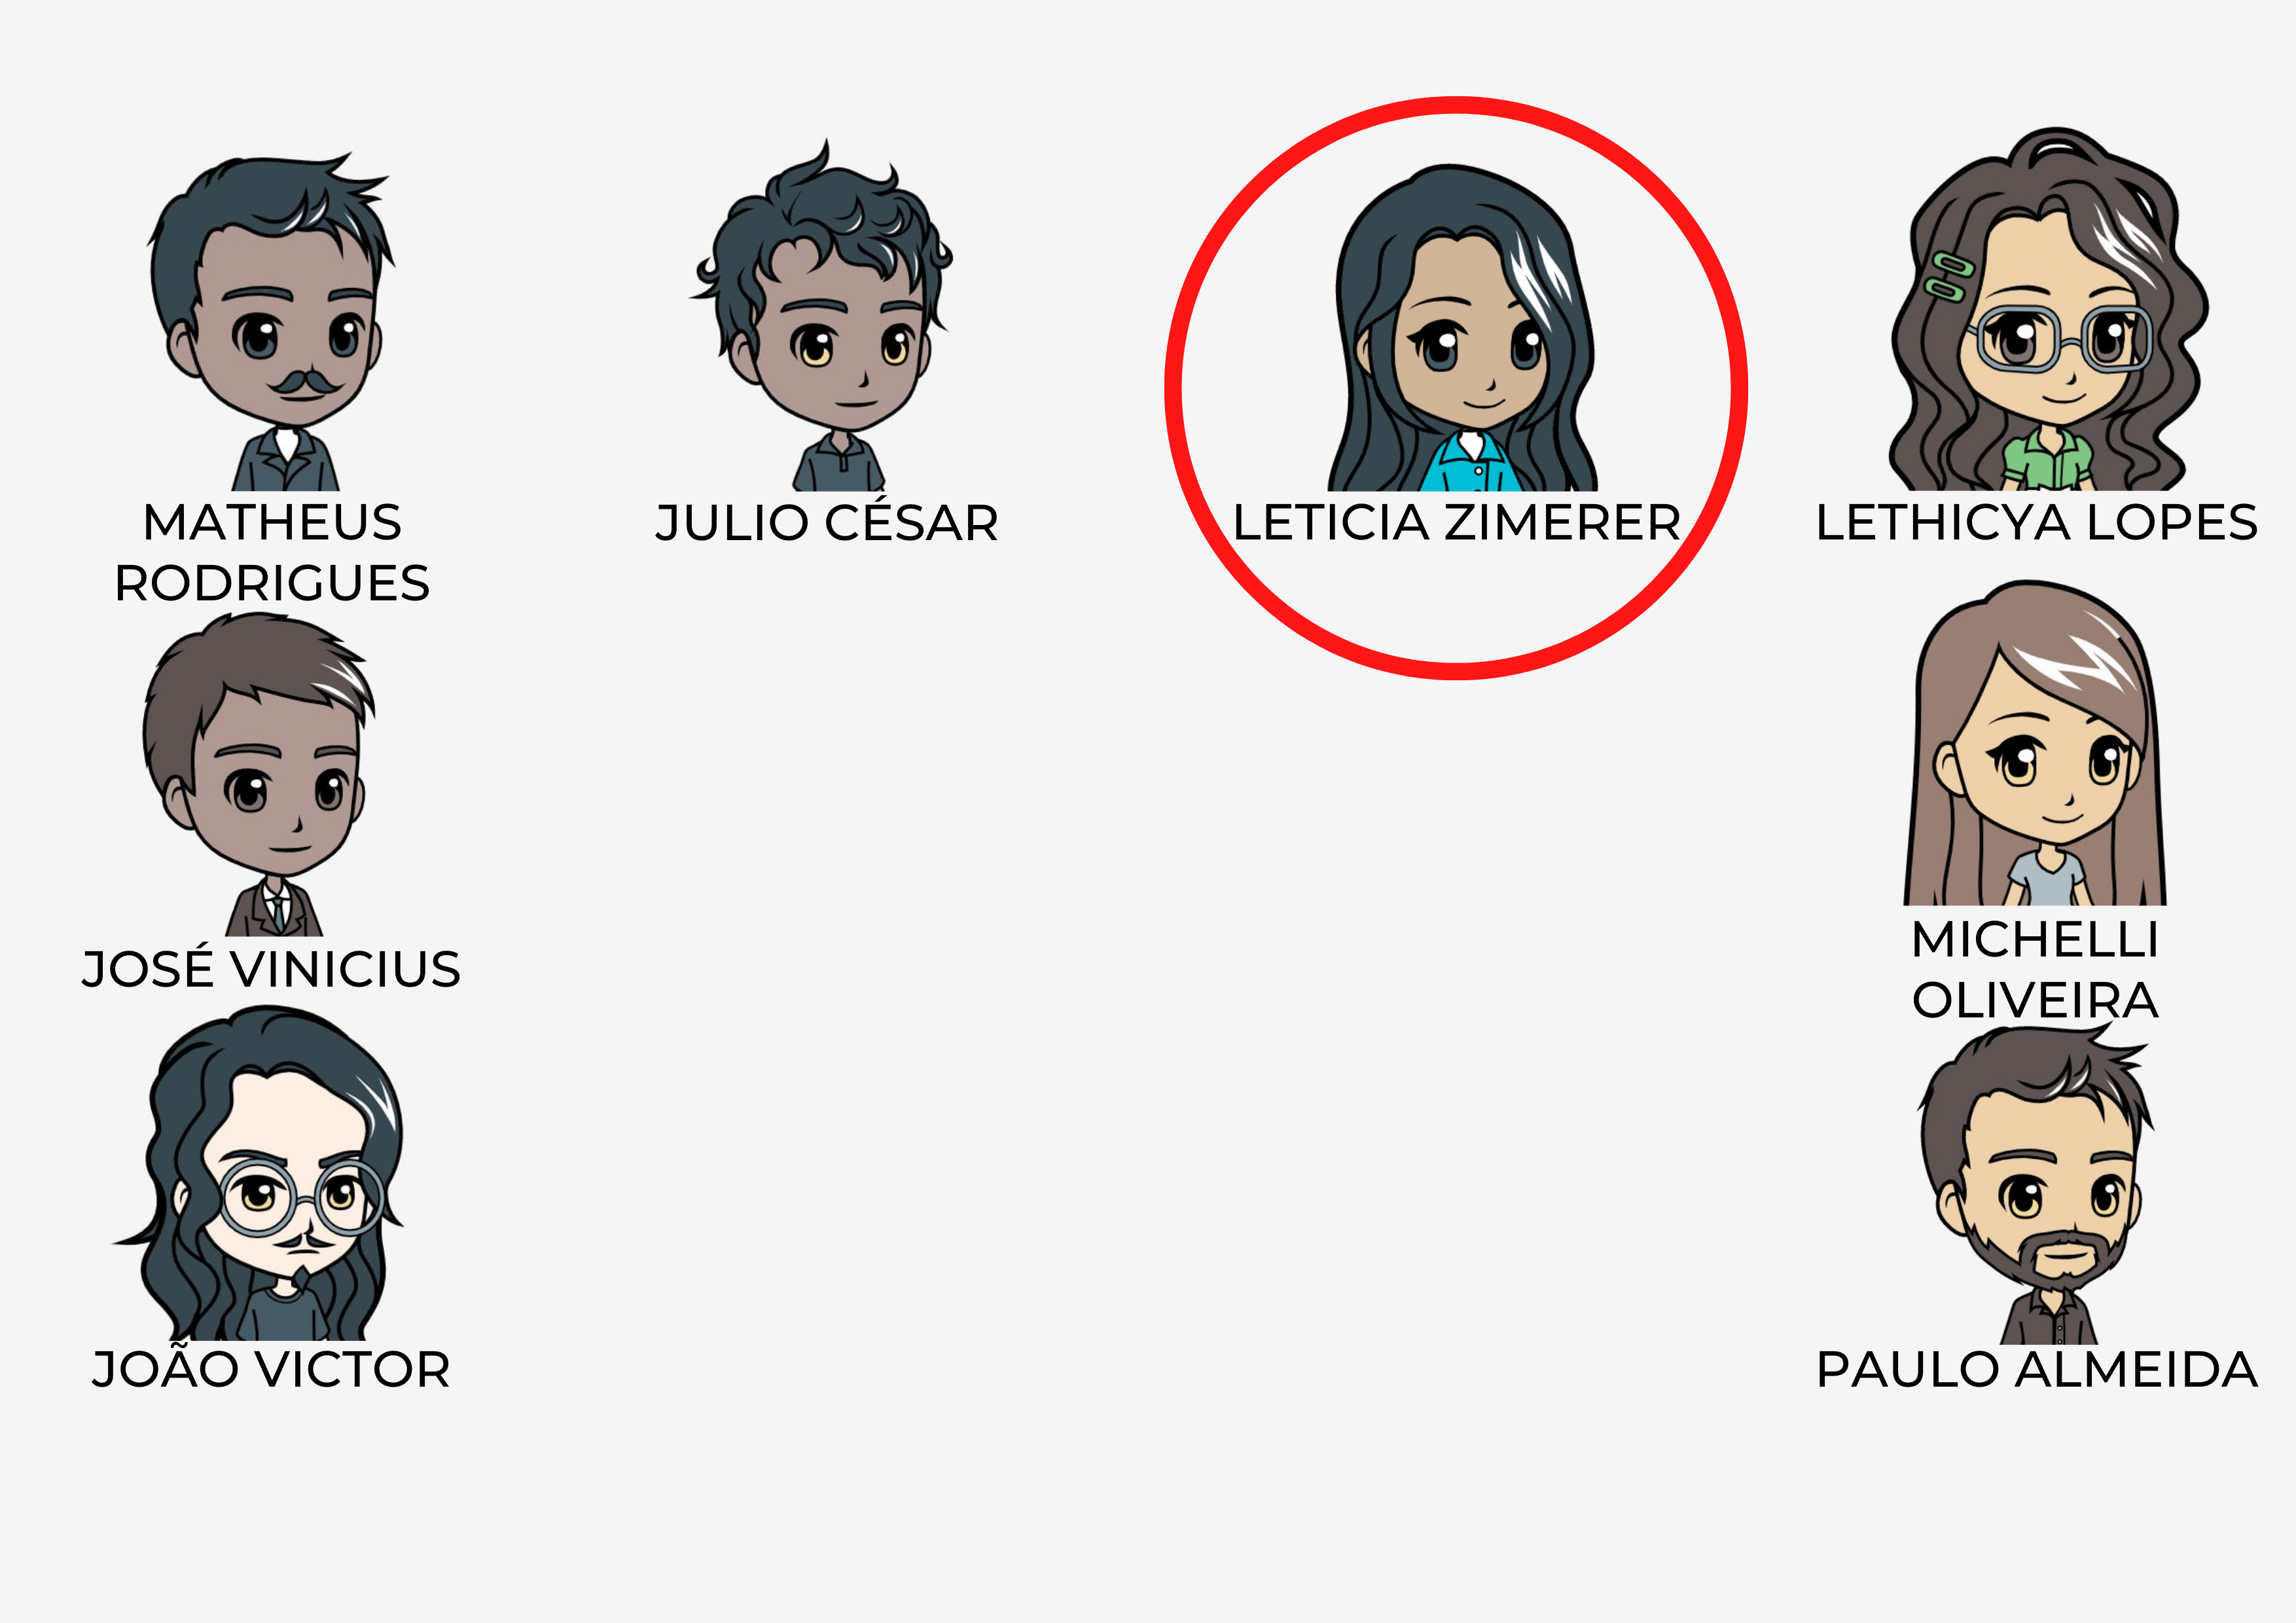 MATHEUS
RODRIGUES
JULIO CÉSAR
LETICIA ZIMERER
LETHICYA LOPES
JOSÉ VINICIUS
MICHELLI
OLIVEIRA
JOÃO VICTOR
PAULO ALMEIDA